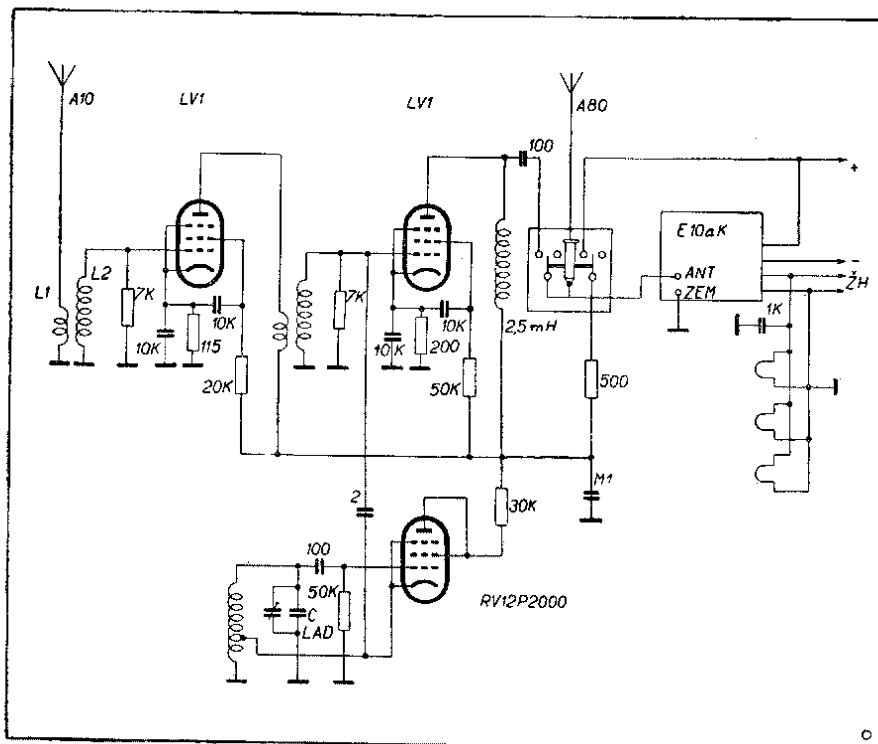 A10
LV1
LV1
A80
100
+
E10aK
ANT
ZEM
−
ŽH
L1
L2
7K
10K
10K
115
20K
7K
10K
10K
200
50K
2,5mH
500
1K
M1
2
30K
100
50K
C
LAD
RV12P2000